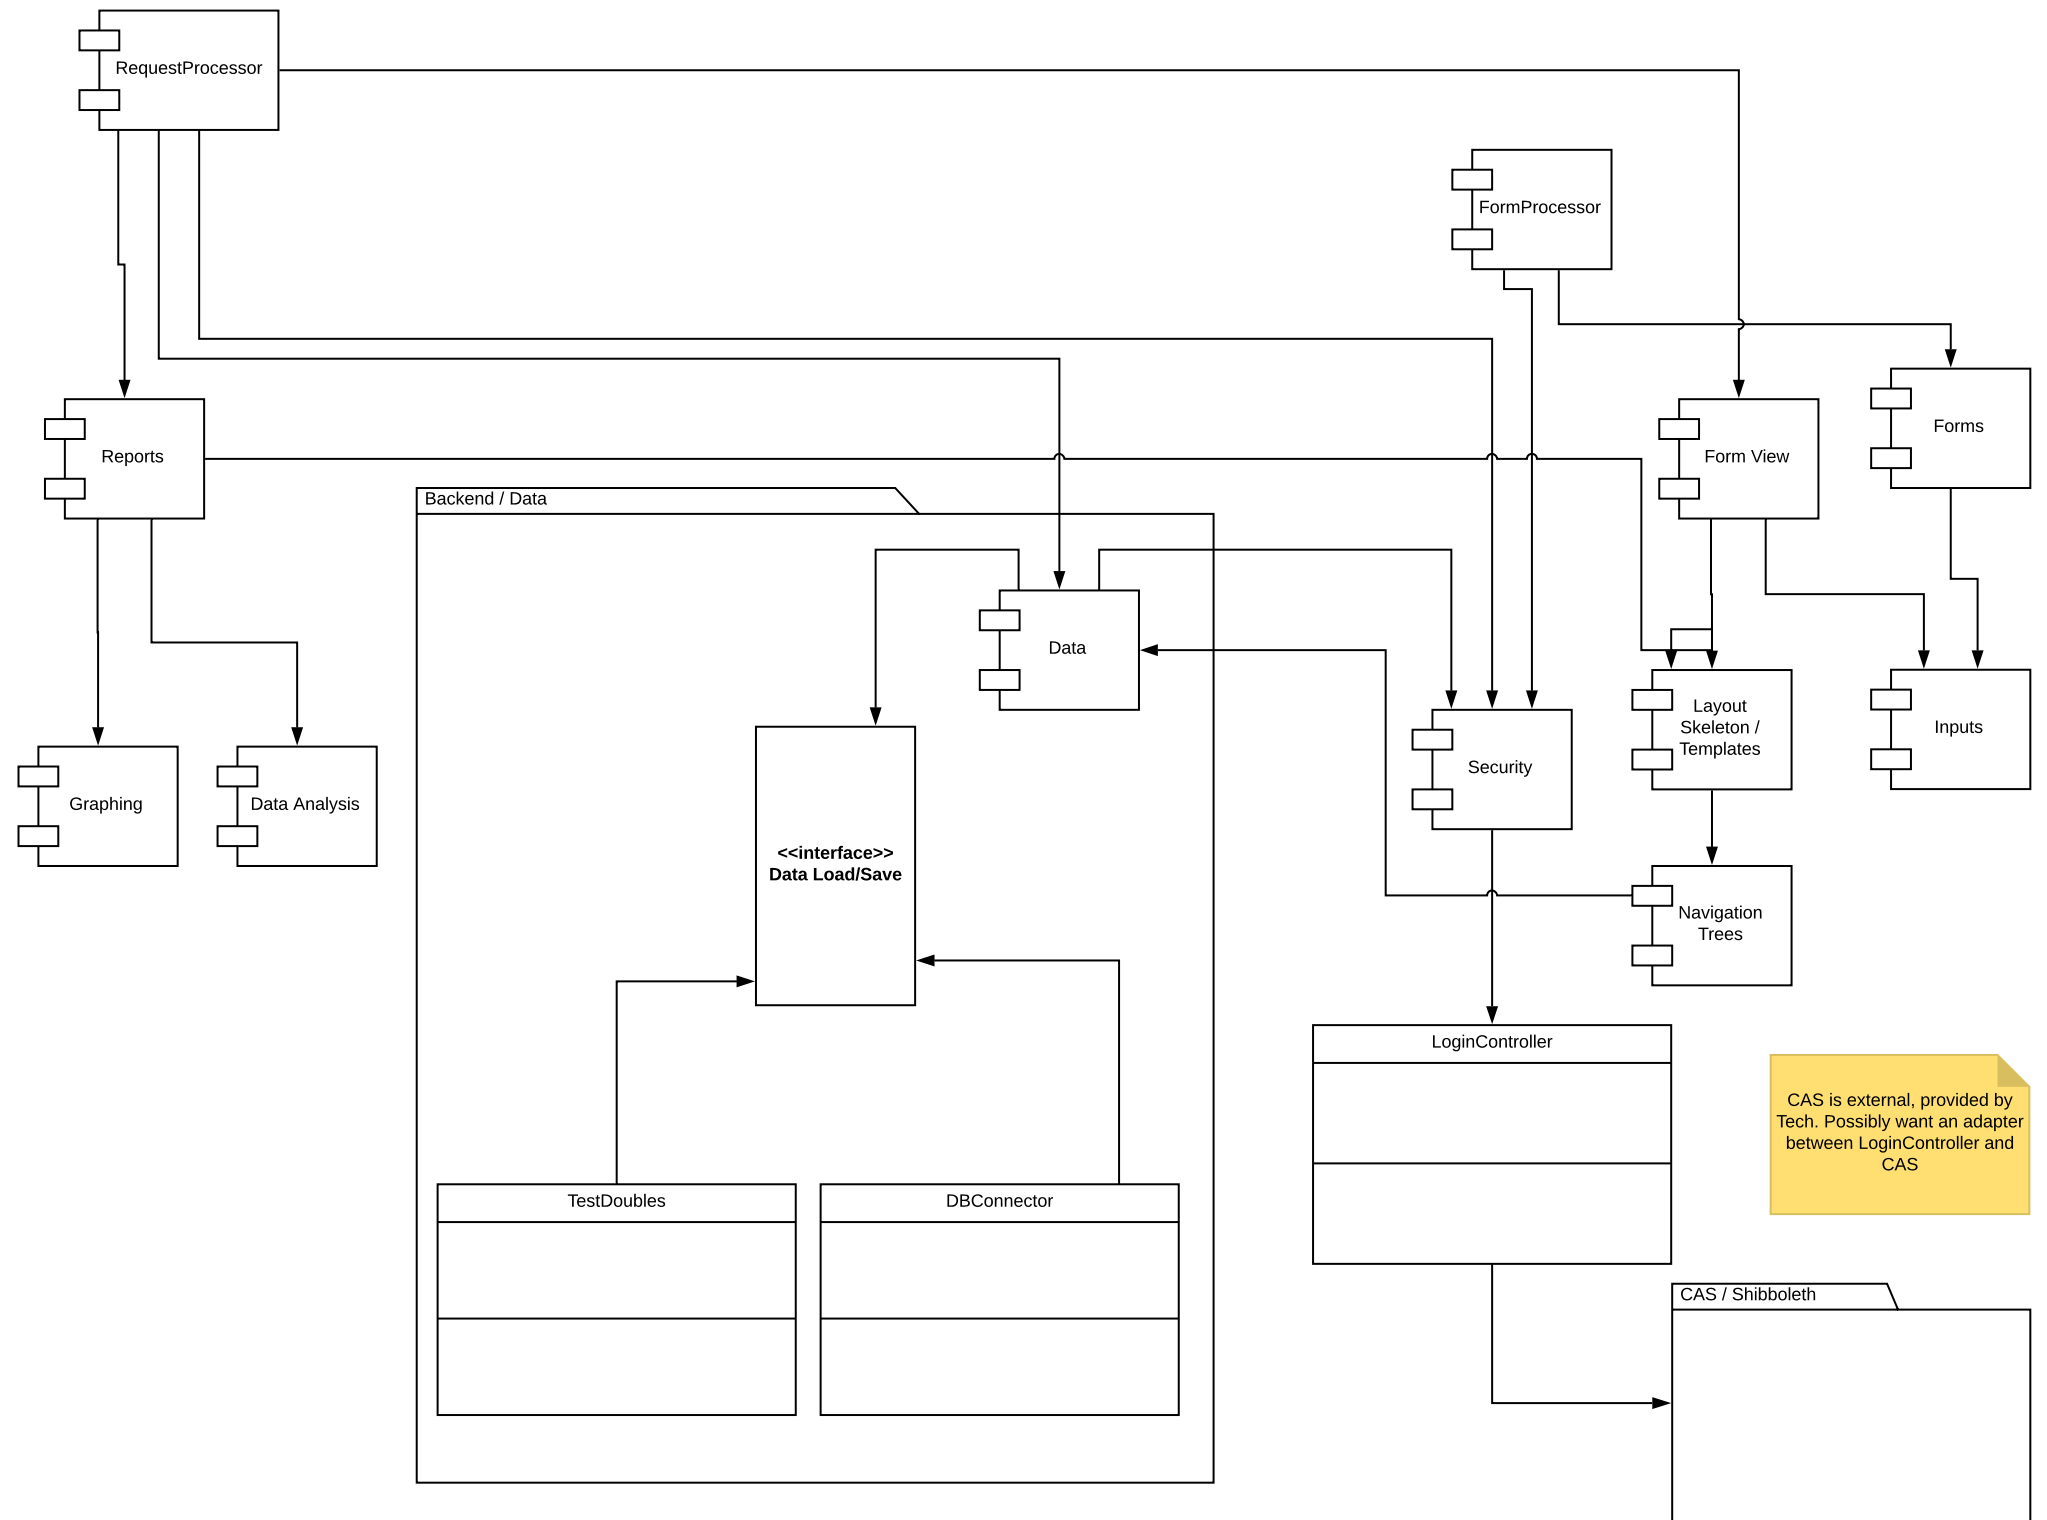 RequestProcessor
FormProcessor
Forms
Reports
Form View
Backend / Data
Data
Layout
Skeleton /
Templates
Inputs
Security
Graphing
Data Analysis
<<interface>>
Data Load/Save
Navigation
Trees
LoginController
CAS is external, provided by
Tech. Possibly want an adapter
between LoginController and
CAS
TestDoubles
DBConnector
CAS / Shibboleth